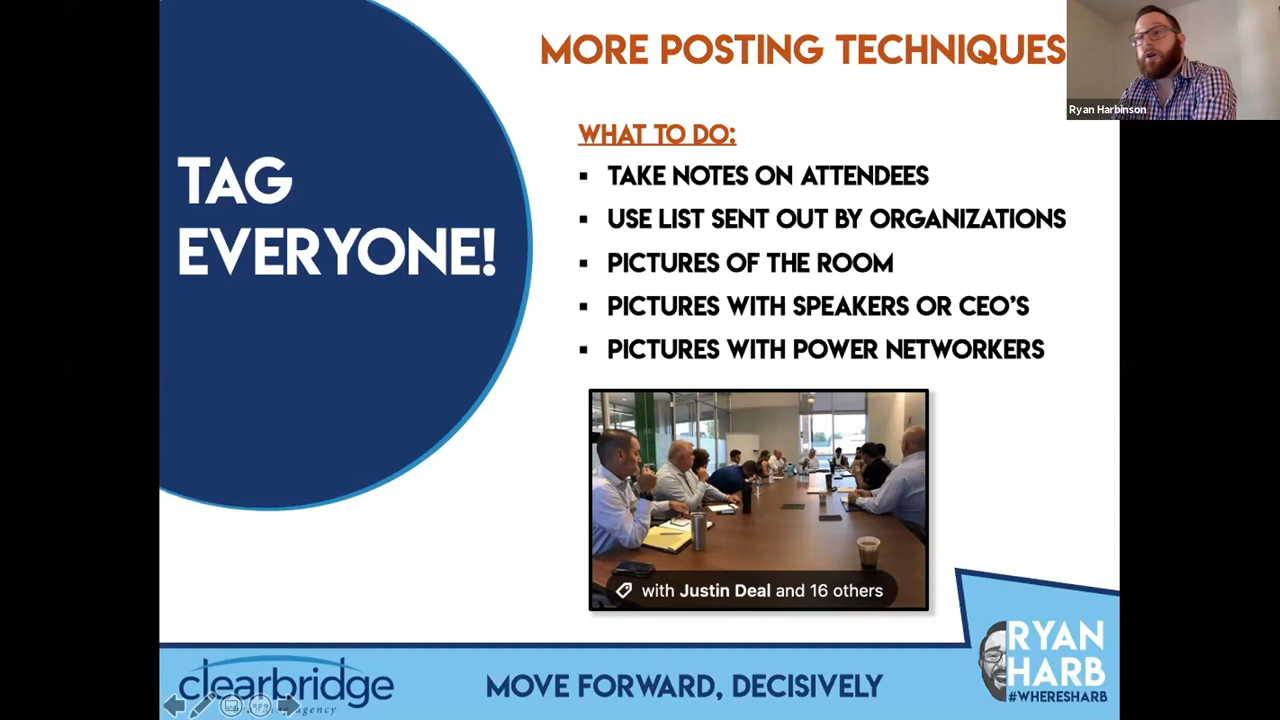 MORE POSTING TECHNIQUES
Ryan Harbinson
TAG
EVERYONE!
WHAT TO DO:
▪ TAKE NOTES ON ATTENDEES
▪ USE LIST SENT OUT BY ORGANIZATIONS
▪ PICTURES OF THE ROOM
▪ PICTURES WITH SPEAKERS OR CEO'S
▪ PICTURES WITH POWER NETWORKERS
with Justin Deal and 16 others
clearbridge
agency
MOVE FORWARD, DECISIVELY
RYAN
HARB
#WHERESHARB